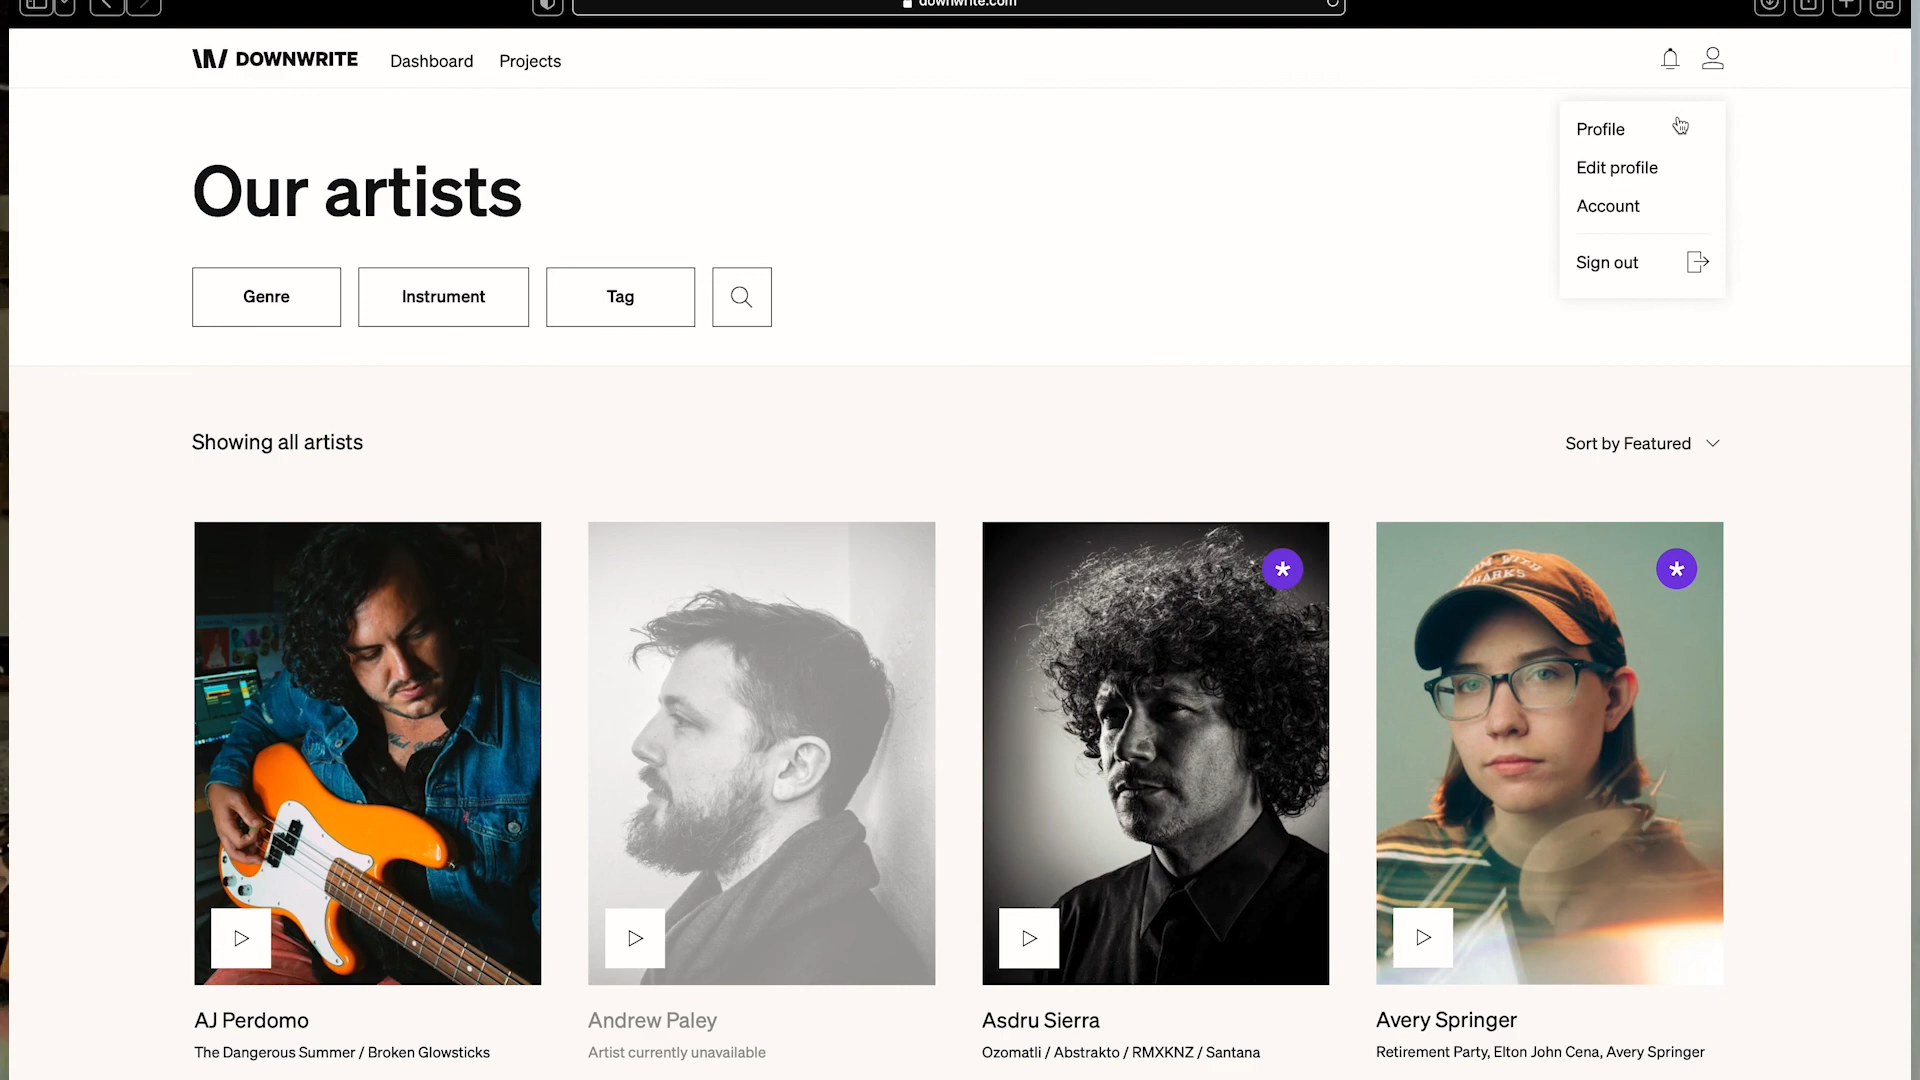 DOWNWRITE Dashboard Projects
Profile
Edit profile
Account
Sign out
Our artists
Genre Instrument Tag
Showing all artists
Sort by Featured
AJ Perdomo
The Dangerous Summer / Broken Glowsticks
Andrew Paley
Artist currently unavailable
Asdru Sierra
Ozomatli / Abstrakto / RMXKNZ / Santana
Avery Springer
Retirement Party, Elton John Cena, Avery Springer